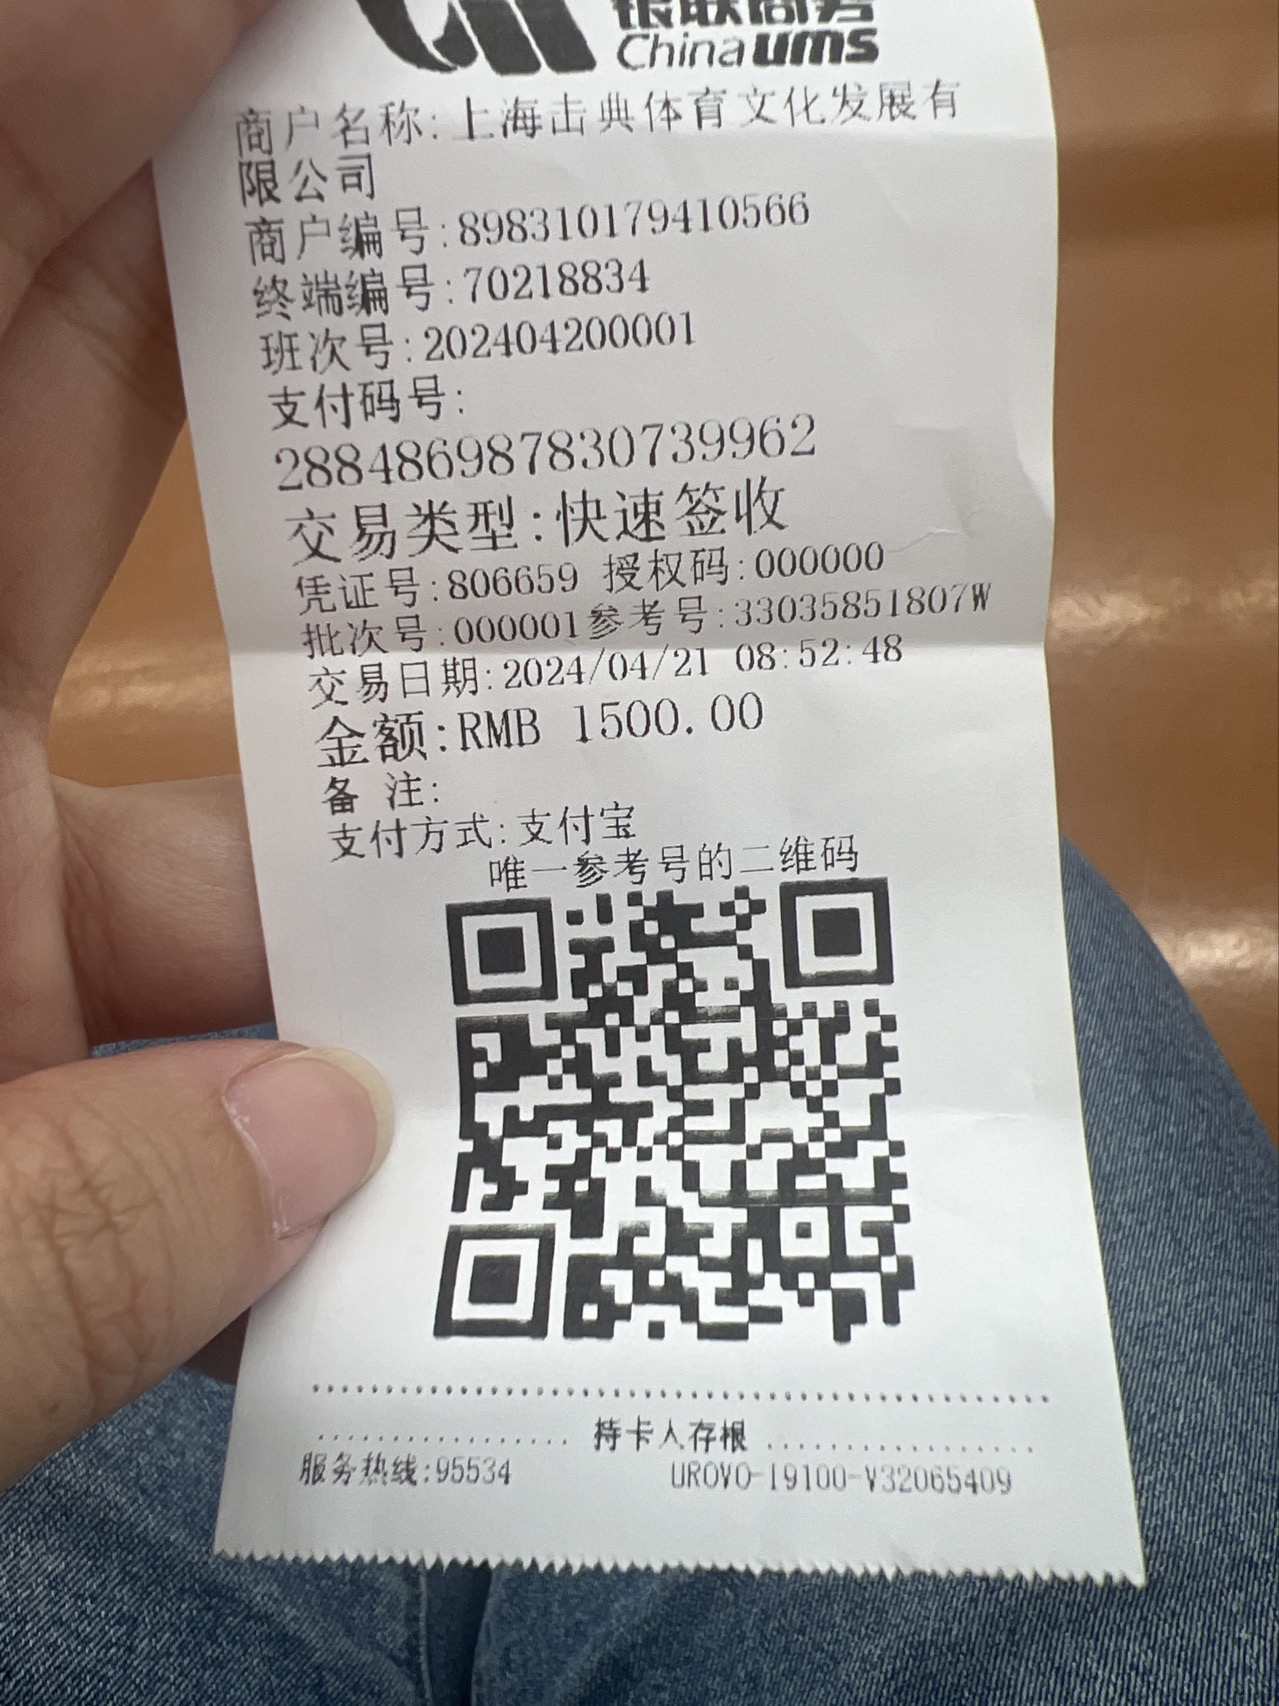 银联商务
Chinaums
商户名称:上海击典体育文化发展有
限公司
商户编号:898310179410566
终端编号:70218834
班次号:202404200001
支付码号:
288486987830739962
交易类型:快速签收
凭证号:806659 授权码:000000
批次号:000001参考号:33035851807W
交易日期:2024/04/21 08:52:48
金额:RMB 1500.00
备 注:
支付方式:支付宝
唯一参考号的二维码
持卡人存根
服务热线:95534 UROVO-I9100-V32065409